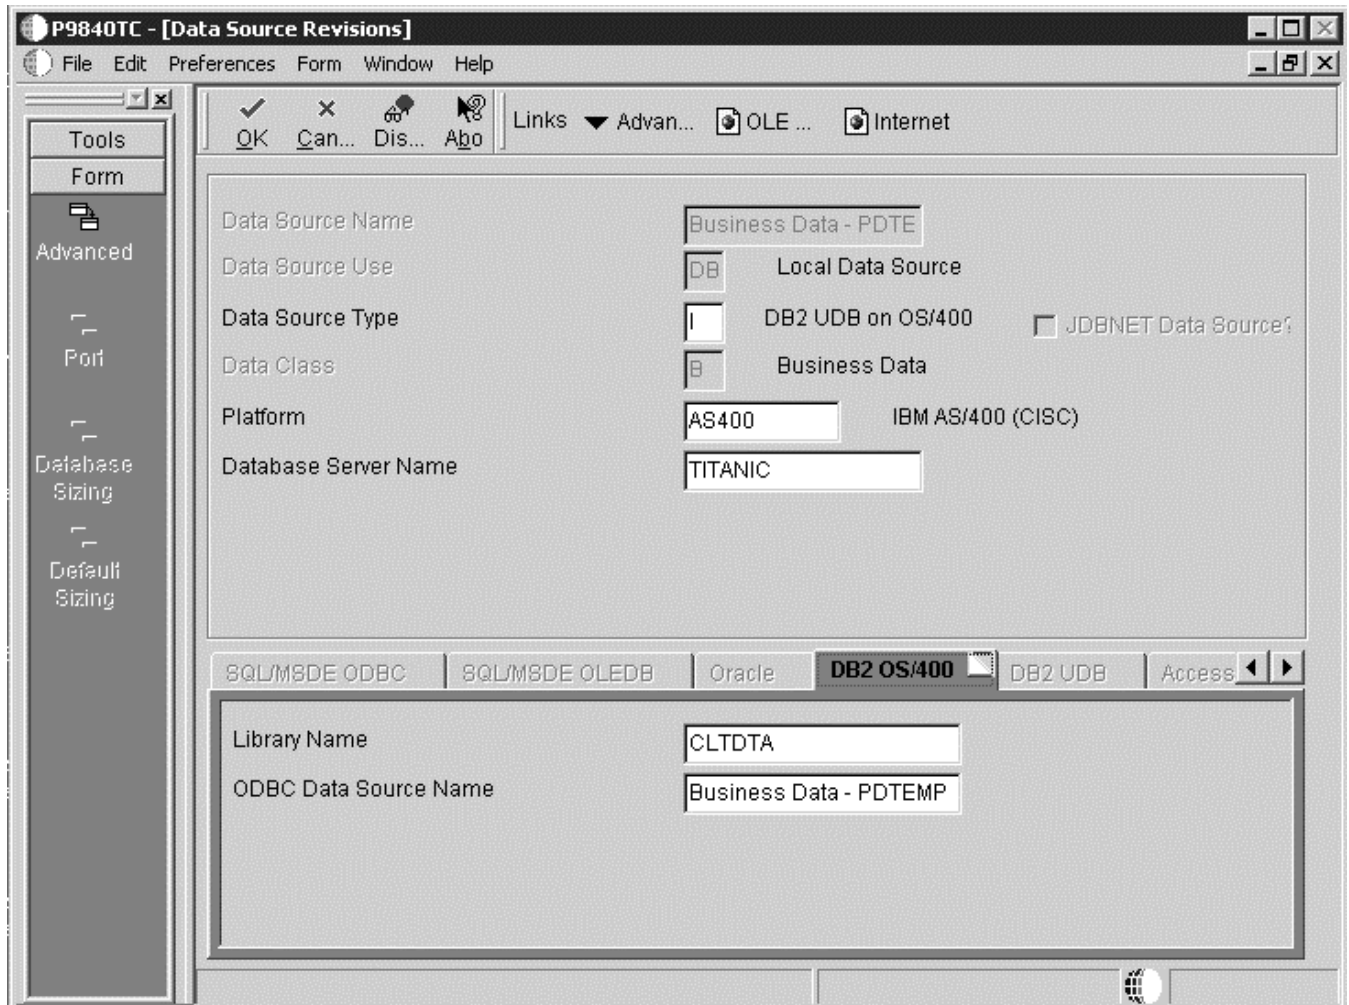 P9840TC - [Data Source Revisions]
File Edit Preferences Form Window Help
Tools
Form
Advanced
Port
Database
Sizing
Default
Sizing
OK Can... Dis... Abo Links Advan... OLE ... Internet
Data Source Name Business Data - PDTE
Data Source Use DB Local Data Source
Data Source Type I DB2 UDB on OS/400 JDBNET Data Source?
Data Class B Business Data
Platform AS400 IBM AS/400 (CISC)
Database Server Name TITANIC
SQL/MSDE ODBC SQL/MSDE OLEDB Oracle DB2 OS/400 DB2 UDB Access
Library Name CLTDTA
ODBC Data Source Name Business Data - PDTEMP